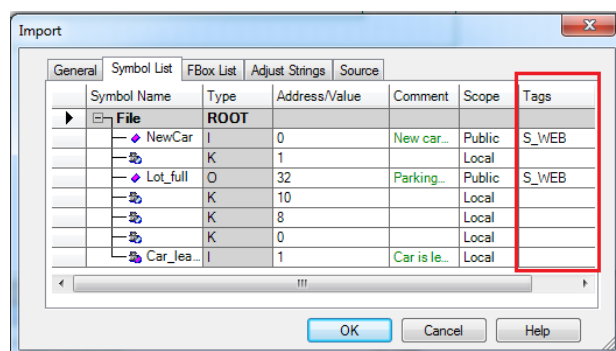 Import
General Symbol List FBox List Adjust Strings Source
Symbol Name Type Address/Value Comment Scope Tags
File ROOT
NewCar I 0 New car... Public S_WEB
K 1 Local
Lot_full O 32 Parking... Public S_WEB
K 10 Local
K 8 Local
K 0 Local
Car_lea... I 1 Car is le... Local
OK Cancel Help